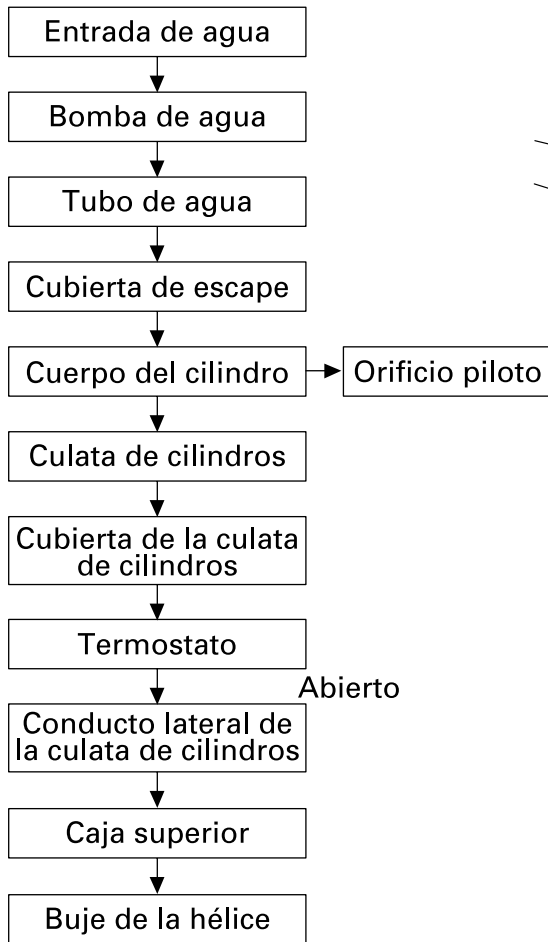 Entrada de agua
Bomba de agua
Tubo de agua
Cubierta de escape
Cuerpo del cilindro
Orificio piloto
Culata de cilindros
Cubierta de la culata
de cilindros
Termostato
Abierto
Conducto lateral de
la culata de cilindros
Caja superior
Buje de la hélice